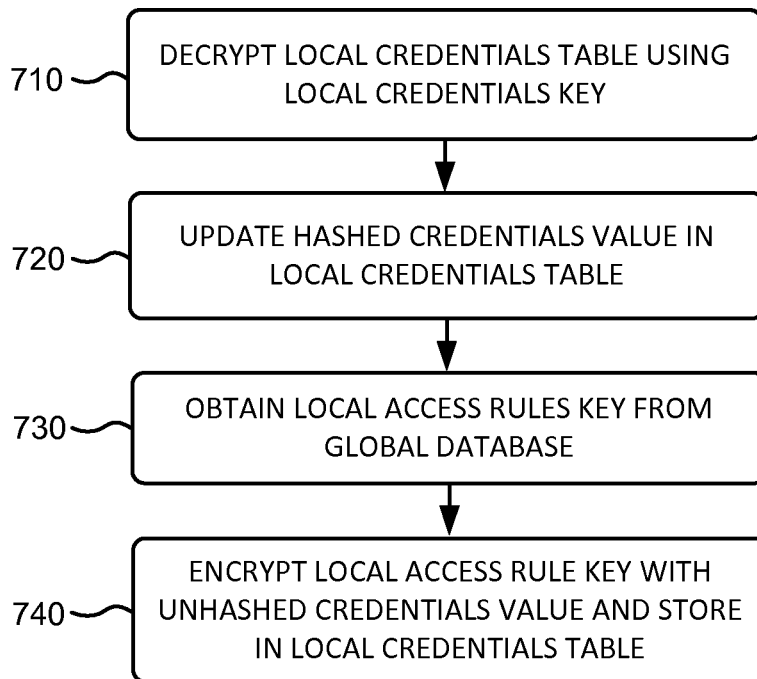 710
DECRYPT LOCAL CREDENTIALS TABLE USING
LOCAL CREDENTIALS KEY
720
UPDATE HASHED CREDENTIALS VALUE IN
LOCAL CREDENTIALS TABLE
730
OBTAIN LOCAL ACCESS RULES KEY FROM
GLOBAL DATABASE
740
ENCRYPT LOCAL ACCESS RULE KEY WITH
UNHASHED CREDENTIALS VALUE AND STORE
IN LOCAL CREDENTIALS TABLE